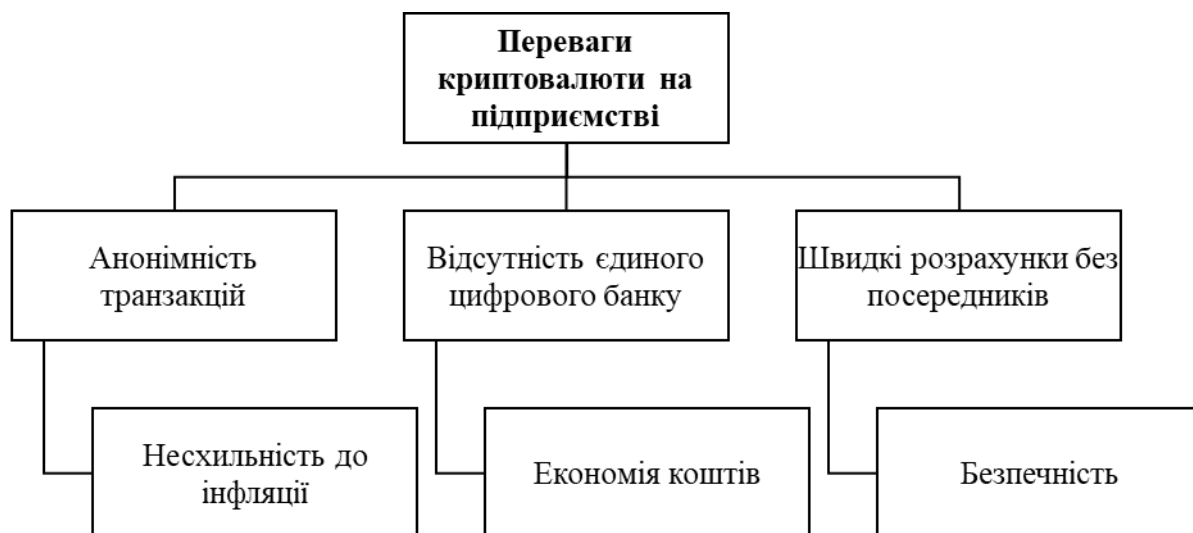 Переваги
криптовалюти на
підприємстві
Анонімність
транзакцій
Відсутність єдиного
цифрового банку
Швидкі розрахунки без
посередників
Несхильність до
інфляції
Економія коштів
Безпечність